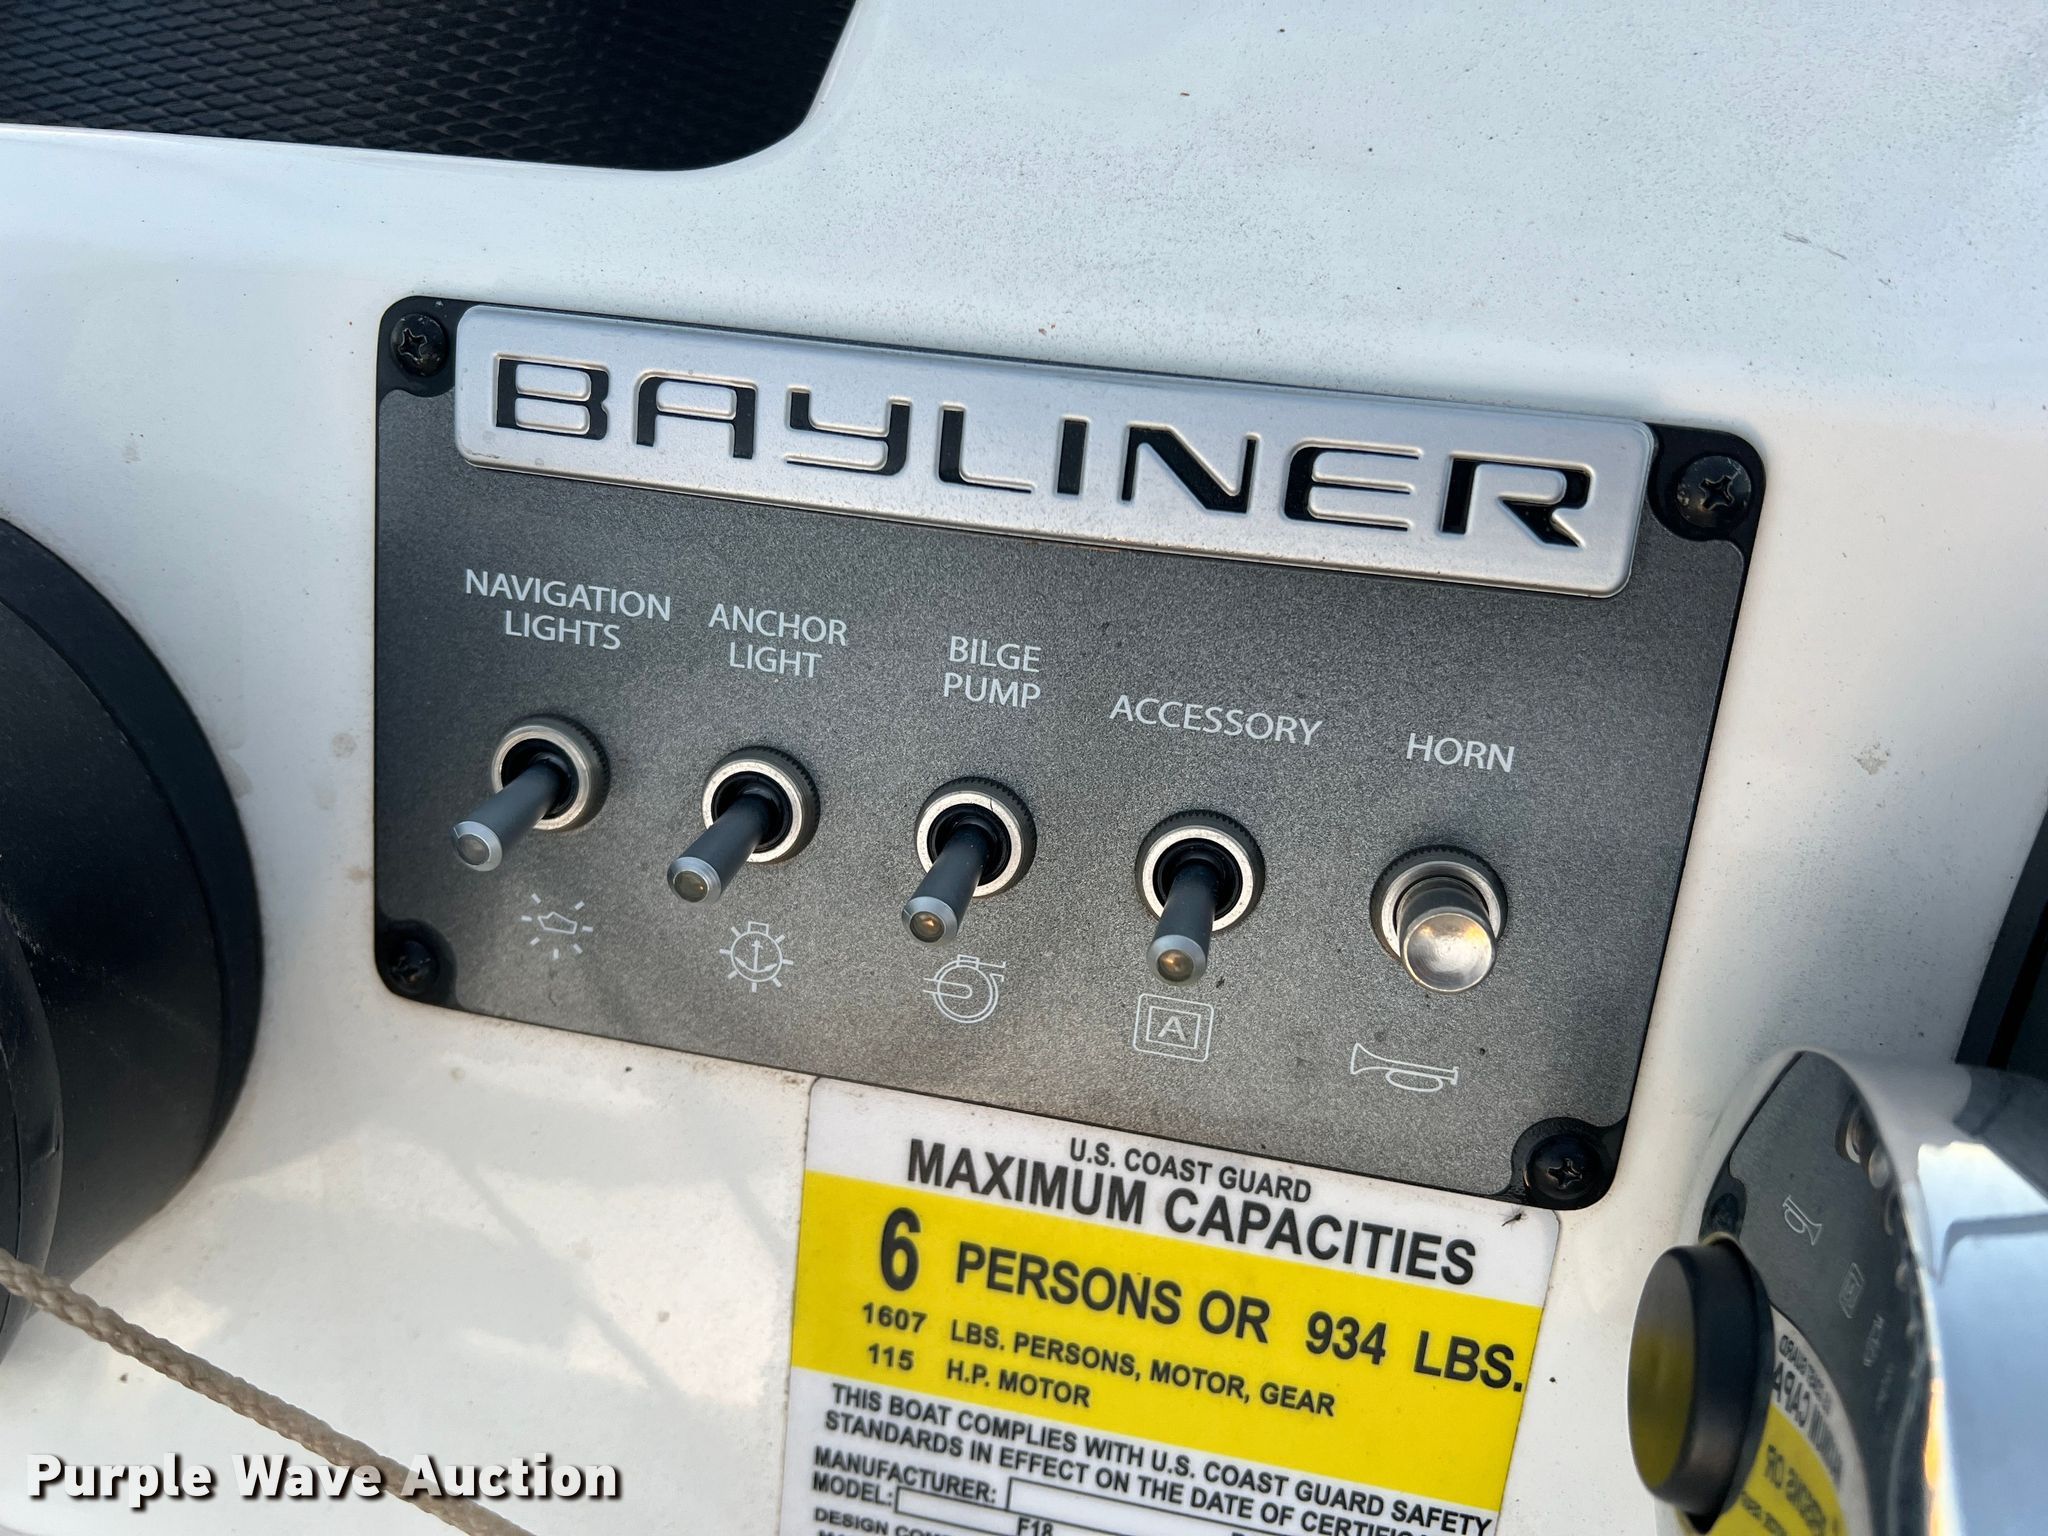 BAYLINER
NAVIGATION
LIGHTS
ANCHOR
LIGHT
BILGE
PUMP
ACCESSORY
HORN
A
U.S. COAST GUARD
MAXIMUM CAPACITIES
6 PERSONS OR 934 LBS.
1607 LBS. PERSONS, MOTOR, GEAR
115 H.P. MOTOR
THIS BOAT COMPLIES WITH U.S. COAST GUARD SAFETY
STANDARDS IN EFFECT ON THE DATE OF
MANUFACTURER:
MODEL:
F18
DESIGN
Purple Wave Auction